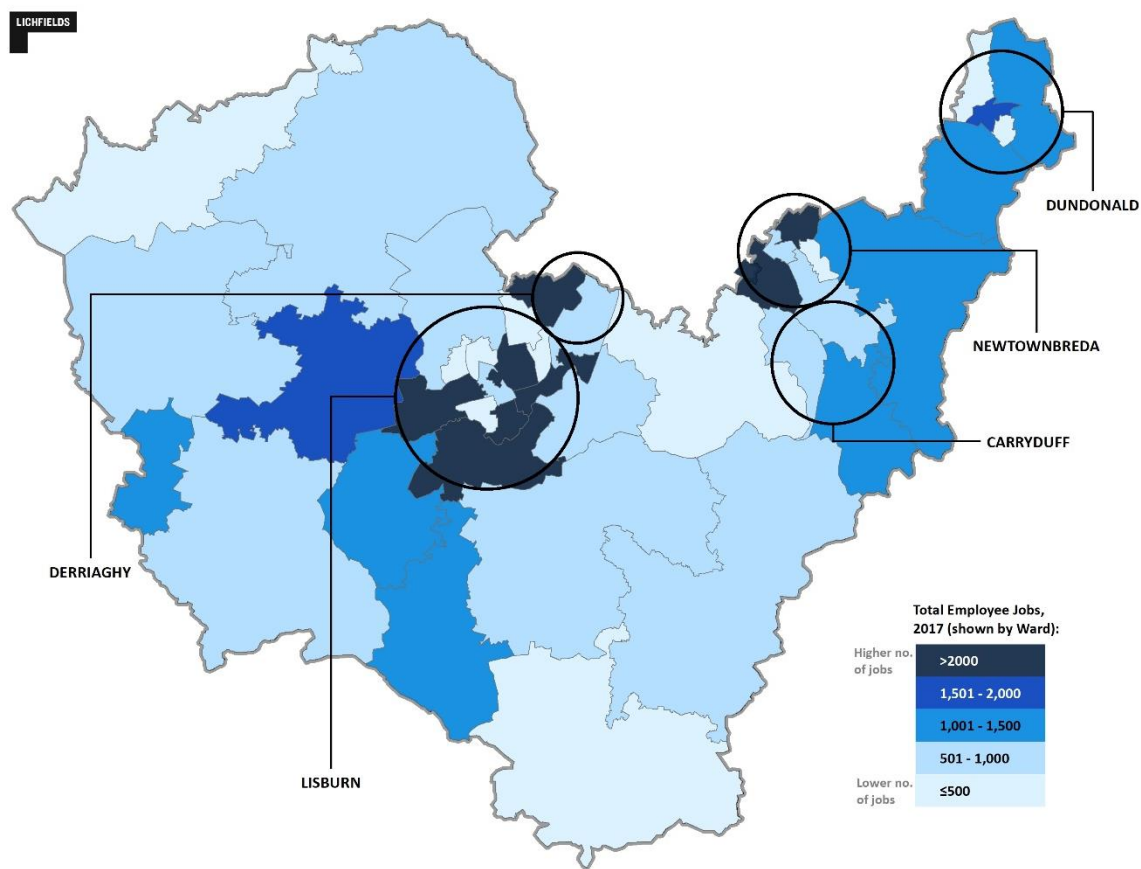 LICHFIELDS
DUNDONALD
NEWTOWNBREDA
CARRYDUFF
DERRIAGHY
LISBURN
Total Employee Jobs,
2017 (shown by Ward):
Higher no.
of jobs
>2000
1,501 - 2,000
1,001 - 1,500
501 - 1,000
Lower no.
of jobs
≤500